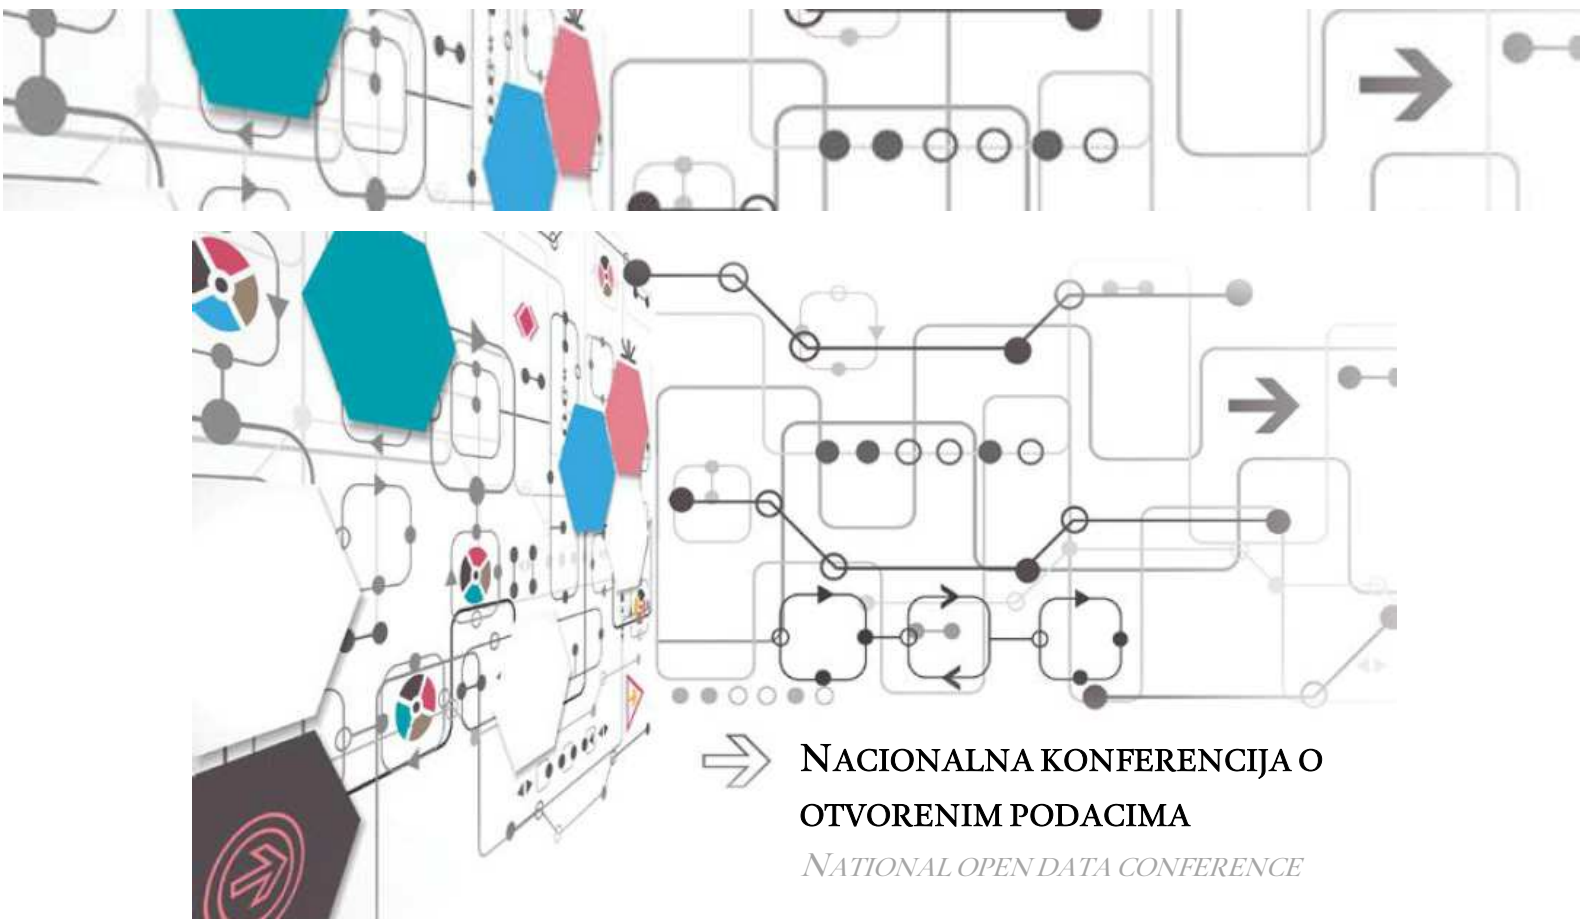 NACIONALNA KONFERENCIJA O
OTVORENIM PODACIMA
NATIONAL OPEN DATA CONFERENCE